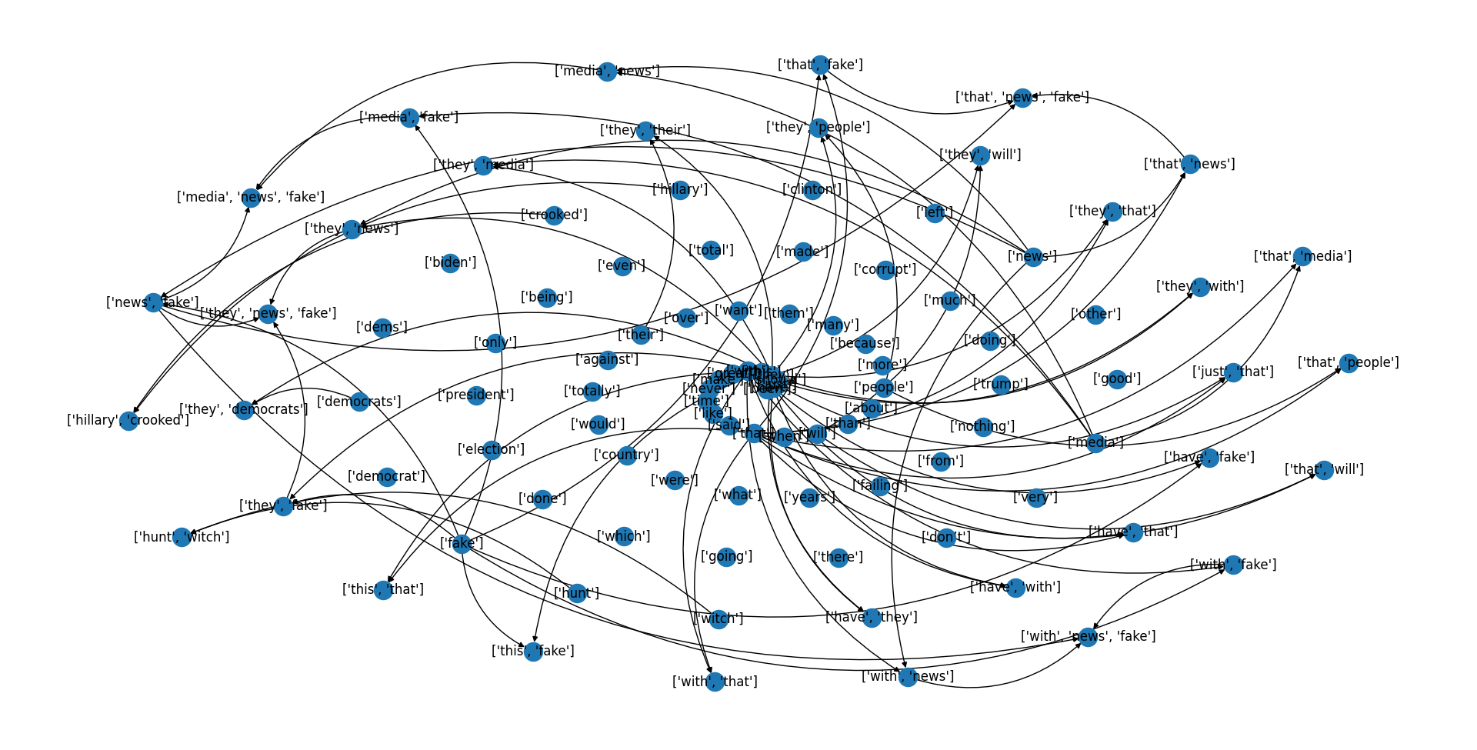 ['that', 'fake']
['media', 'news']
['that', 'news', 'fake']
['media', 'fake']
['they', 'their']
['they', 'people']
['they', 'will']
['they', 'media']
['that', 'news']
['media', 'news', 'fake']
['hillary']
['clinton']
['crooked']
['left']
['they', 'that']
['they', 'news']
['total']
['made']
['news']
['that', 'media']
['biden']
['even']
['corrupt']
['they', 'with']
['news', 'fake']
['being']
['much']
['they', 'news', 'fake']
['want']
['them']
['other']
['over']
['many']
['dems']
['their']
['only']
['because']
['doing']
['against']
['more']
['that', 'people']
['just', 'that']
['good']
['trump']
['people']
['president']
['totally']
['never']
['time']
['democrats']
['they', 'democrats']
['about']
['like']
['hillary', 'crooked']
['would']
['said']
['than']
['nothing']
['that']
['when']
['will']
['media']
['election']
['country']
['have', 'fake']
['from']
['that', 'will']
['democrat']
['were']
['failing']
['what']
['years']
['very']
['done']
['they', 'fake']
['have', 'that']
['hunt', 'witch']
['which']
['don't']
['fake']
['going']
['there']
['with', 'fake']
['this', 'that']
['hunt']
['have', 'with']
['witch']
['have', 'they']
['with', 'news', 'fake']
['this', 'fake']
['with', 'news']
['with', 'that']